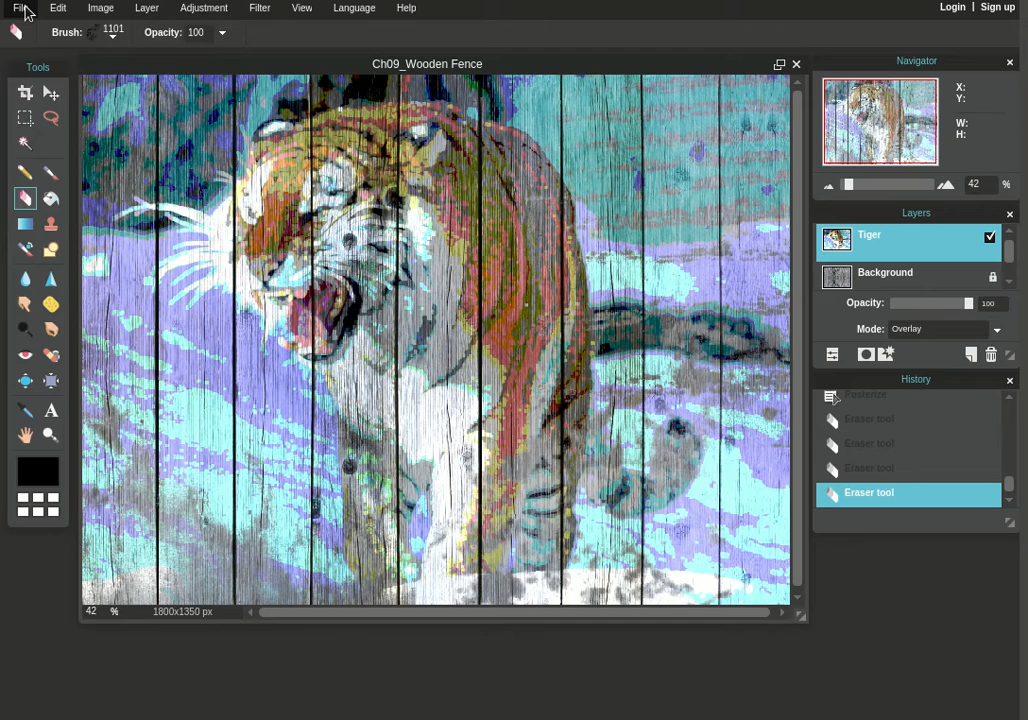 File Edit Image Layer Adjustment Filter View Language Help Login | Sign up
Brush: 1101 Opacity: 100
Tools
Ch09_Wooden Fence
42 % 1800x1350 px
Navigator
X:
Y:
W:
H:
42 %
Layers
Tiger
Background
Opacity: 100
Mode: Overlay
History
Posterize
Eraser tool
Eraser tool
Eraser tool
Eraser tool